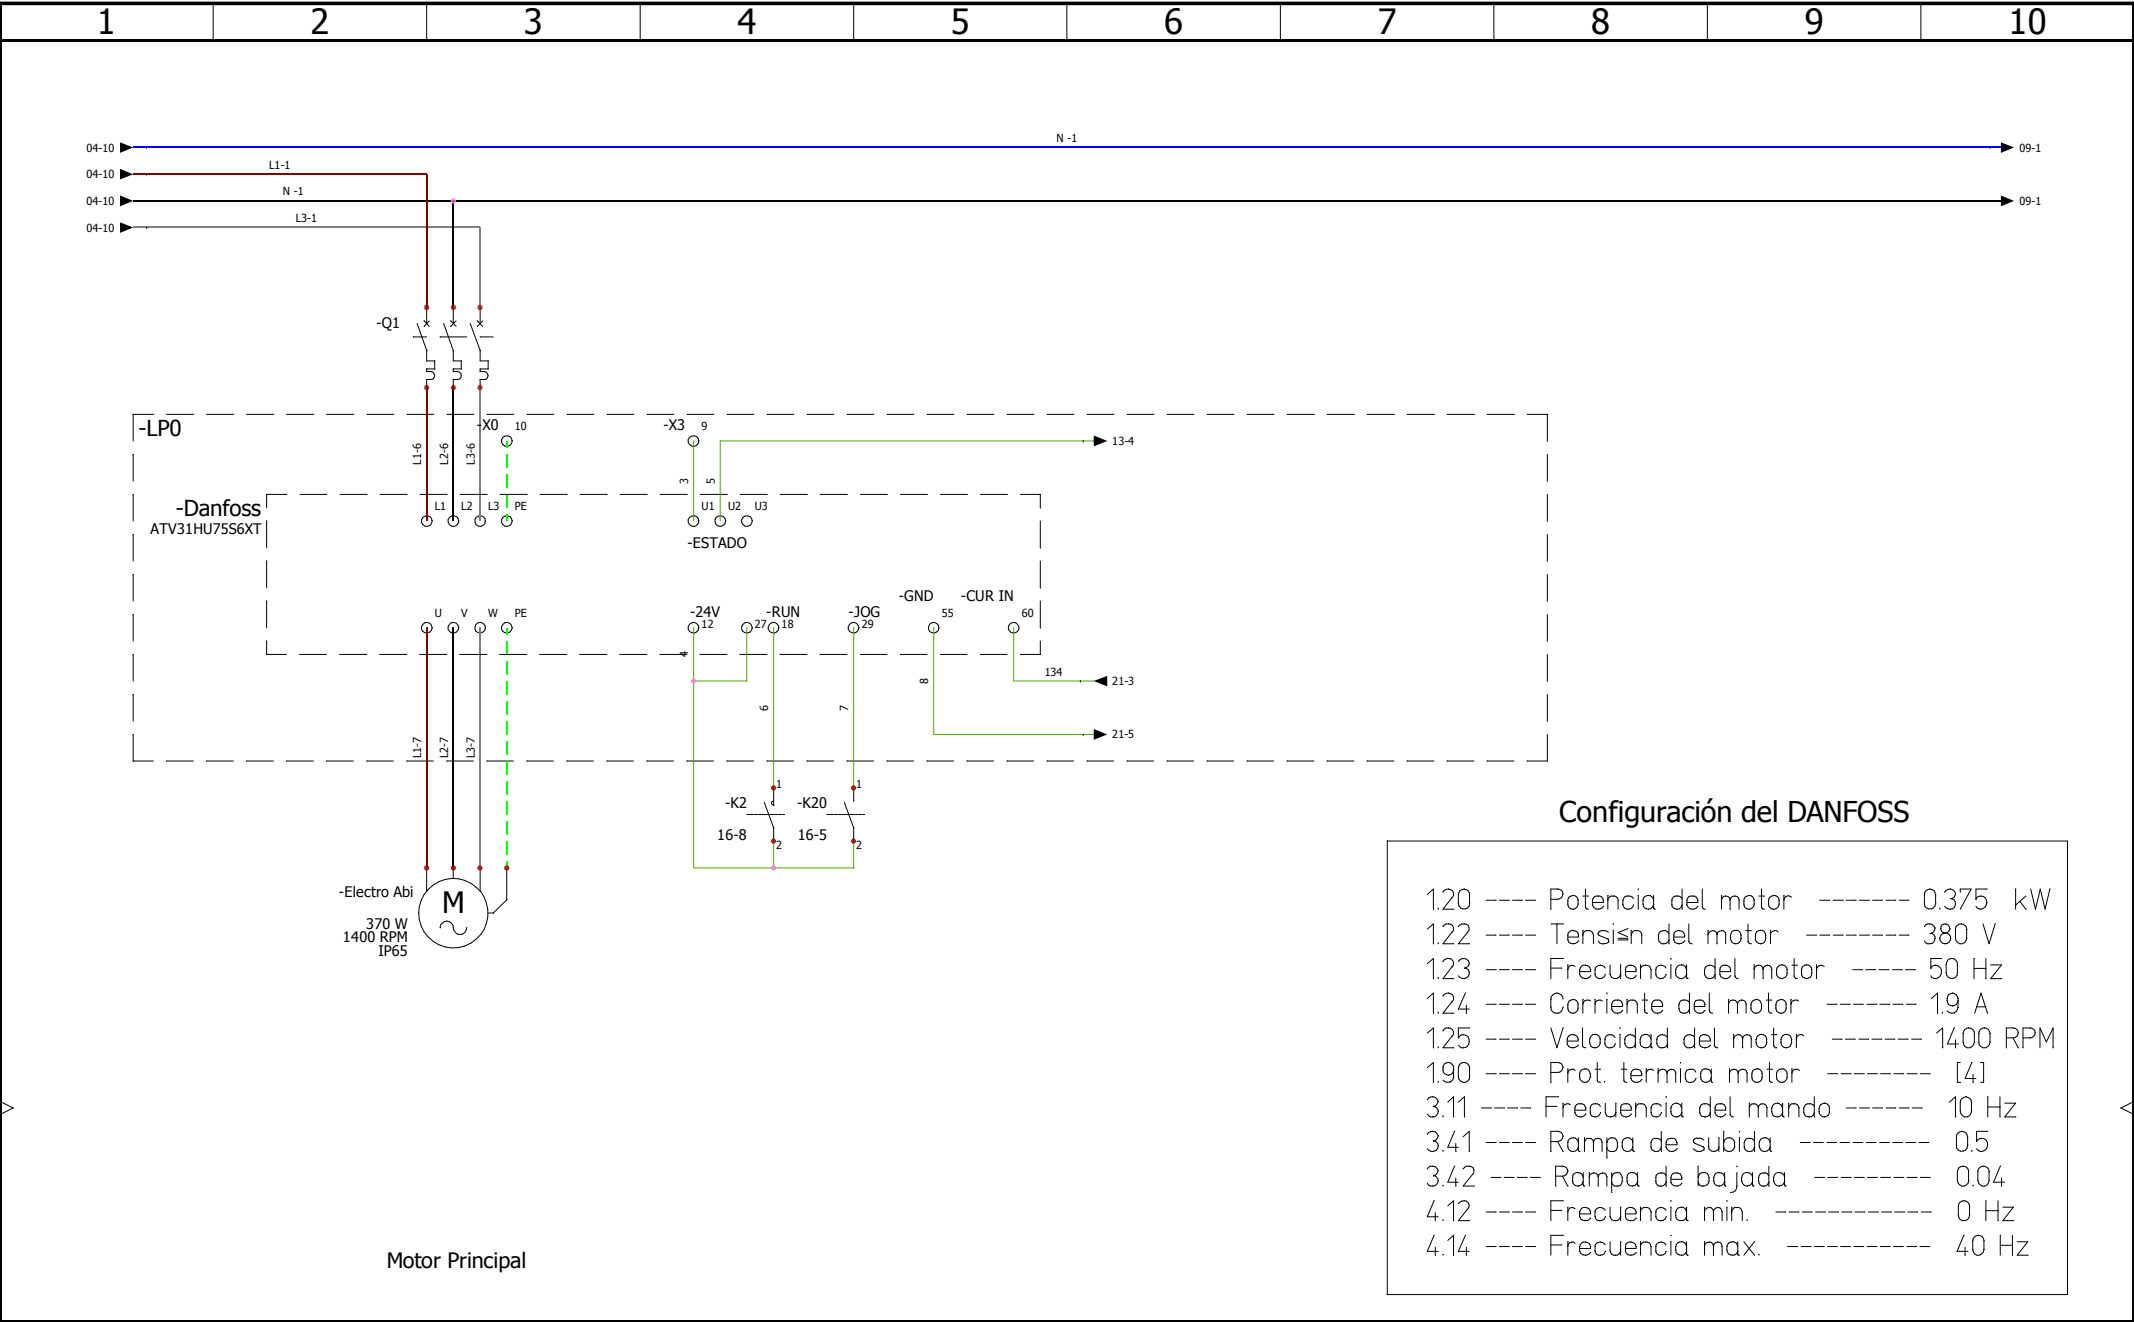 1 2 3 4 5 6 7 8 9 10
N -1
04-10 09-1
L1-1
04-10
N -1
04-10 09-1
L3-1
04-10
-Q1
-LP0
-X0 10
-X3 9
13-4
L1-6 L2-6 L3-6
3 5
-Danfoss
ATV31HU75S6XT
L1 L2 L3 PE
U1 U2 U3
-ESTADO
-GND -CUR IN
U V W PE
-24V -RUN -JOG 55 60
12 27 18 29
4
134
21-3
8
6 7
21-5
L1-7 L2-7 L3-7
1 1
-K2 -K20
16-8 16-5
2 2
-Electro Abi
M
370 W
1400 RPM
IP65
Configuración del DANFOSS
1.20 ---- Potencia del motor ------- 0.375 kW
1.22 ---- Tensi≤n del motor -------- 380 V
1.23 ---- Frecuencia del motor ----- 50 Hz
1.24 ---- Corriente del motor ------- 1.9 A
1.25 ---- Velocidad del motor ------- 1400 RPM
1.90 ---- Prot. termica motor -------- [4]
3.11 ---- Frecuencia del mando ------ 10 Hz
3.41 ---- Rampa de subida ---------- 0.5
3.42 ---- Rampa de bajada --------- 0.04
4.12 ---- Frecuencia min. ------------ 0 Hz
4.14 ---- Frecuencia max. ----------- 40 Hz
Motor Principal